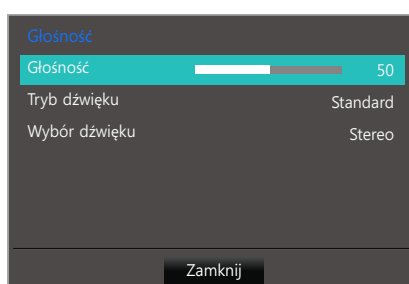 Głośność
Głośność 50
Tryb dźwięku Standard
Wybór dźwięku Stereo
Zamknij